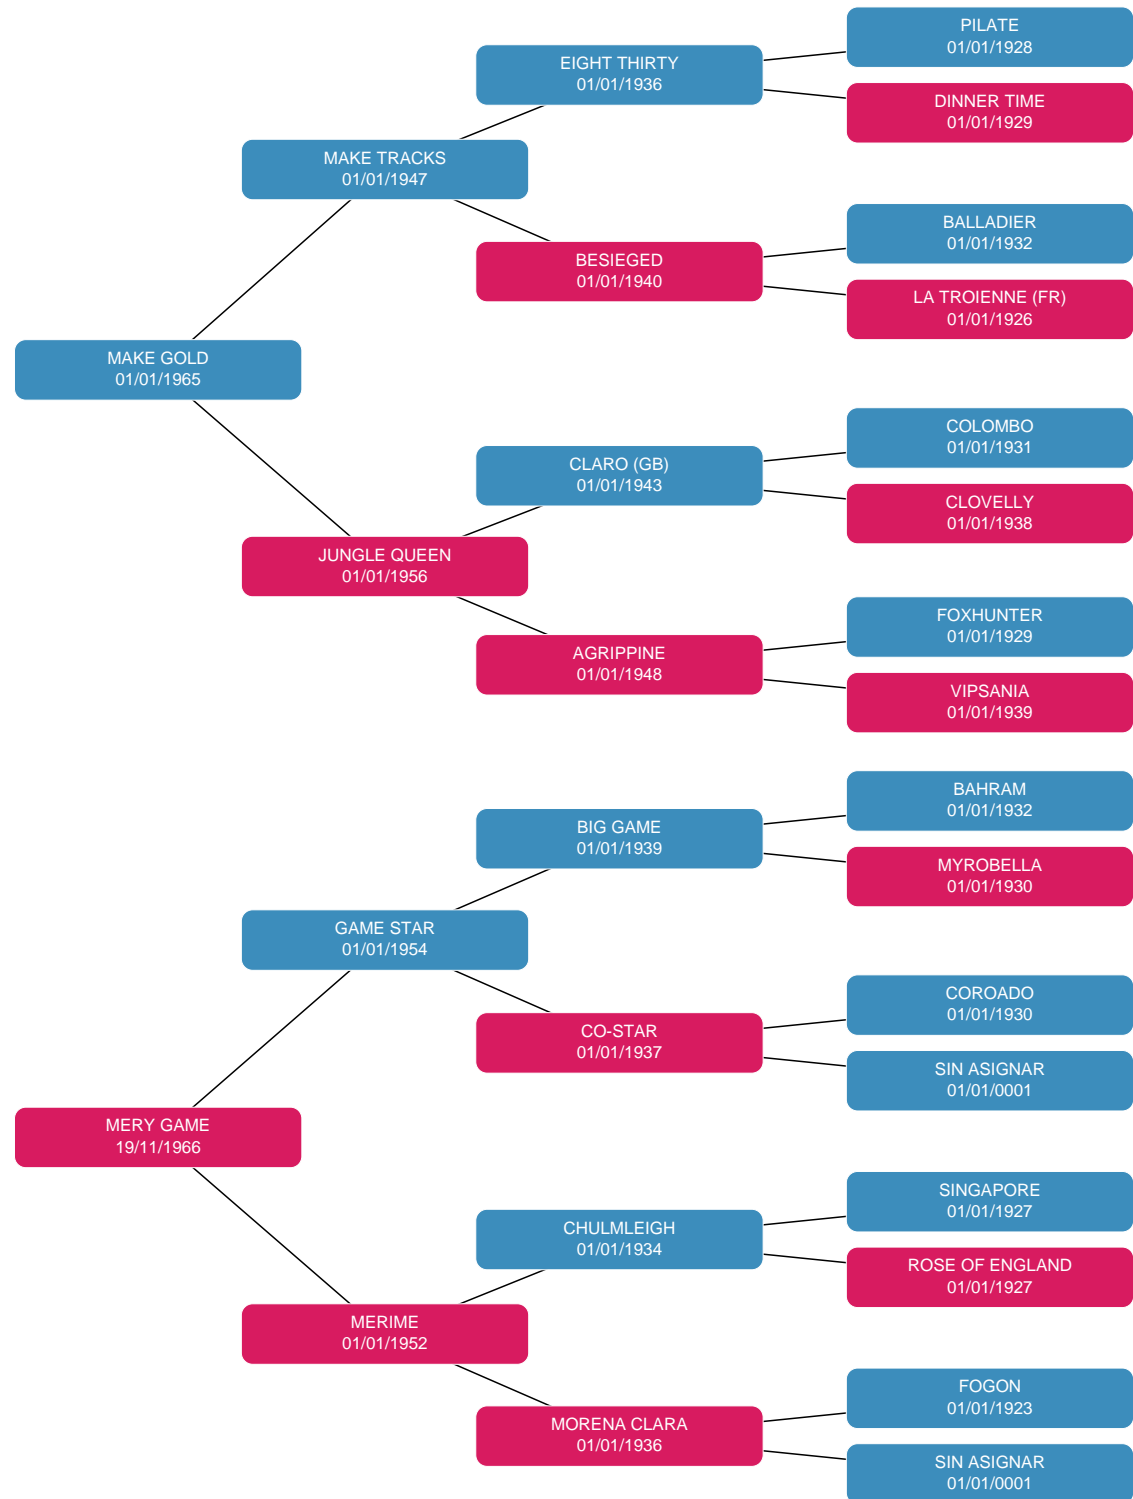 PILATE
01/01/1928
EIGHT THIRTY
01/01/1936
DINNER TIME
01/01/1929
MAKE TRACKS
01/01/1947
BALLADIER
01/01/1932
BESIEGED
01/01/1940
LA TROIENNE (FR)
01/01/1926
MAKE GOLD
01/01/1965
COLOMBO
01/01/1931
CLARO (GB)
01/01/1943
CLOVELLY
01/01/1938
JUNGLE QUEEN
01/01/1956
FOXHUNTER
01/01/1929
AGRIPPINE
01/01/1948
VIPSANIA
01/01/1939
BAHRAM
01/01/1932
BIG GAME
01/01/1939
MYROBELLA
01/01/1930
GAME STAR
01/01/1954
COROADO
01/01/1930
CO-STAR
01/01/1937
SIN ASIGNAR
01/01/0001
MERY GAME
19/11/1966
SINGAPORE
01/01/1927
CHULMLEIGH
01/01/1934
ROSE OF ENGLAND
01/01/1927
MERIME
01/01/1952
FOGON
01/01/1923
MORENA CLARA
01/01/1936
SIN ASIGNAR
01/01/0001